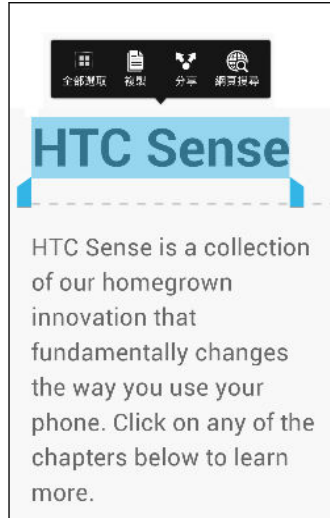 全部選取 複製 分享 網頁搜尋
HTC Sense
HTC Sense is a collection
of our homegrown
innovation that
fundamentally changes
the way you use your
phone. Click on any of the
chapters below to learn
more.